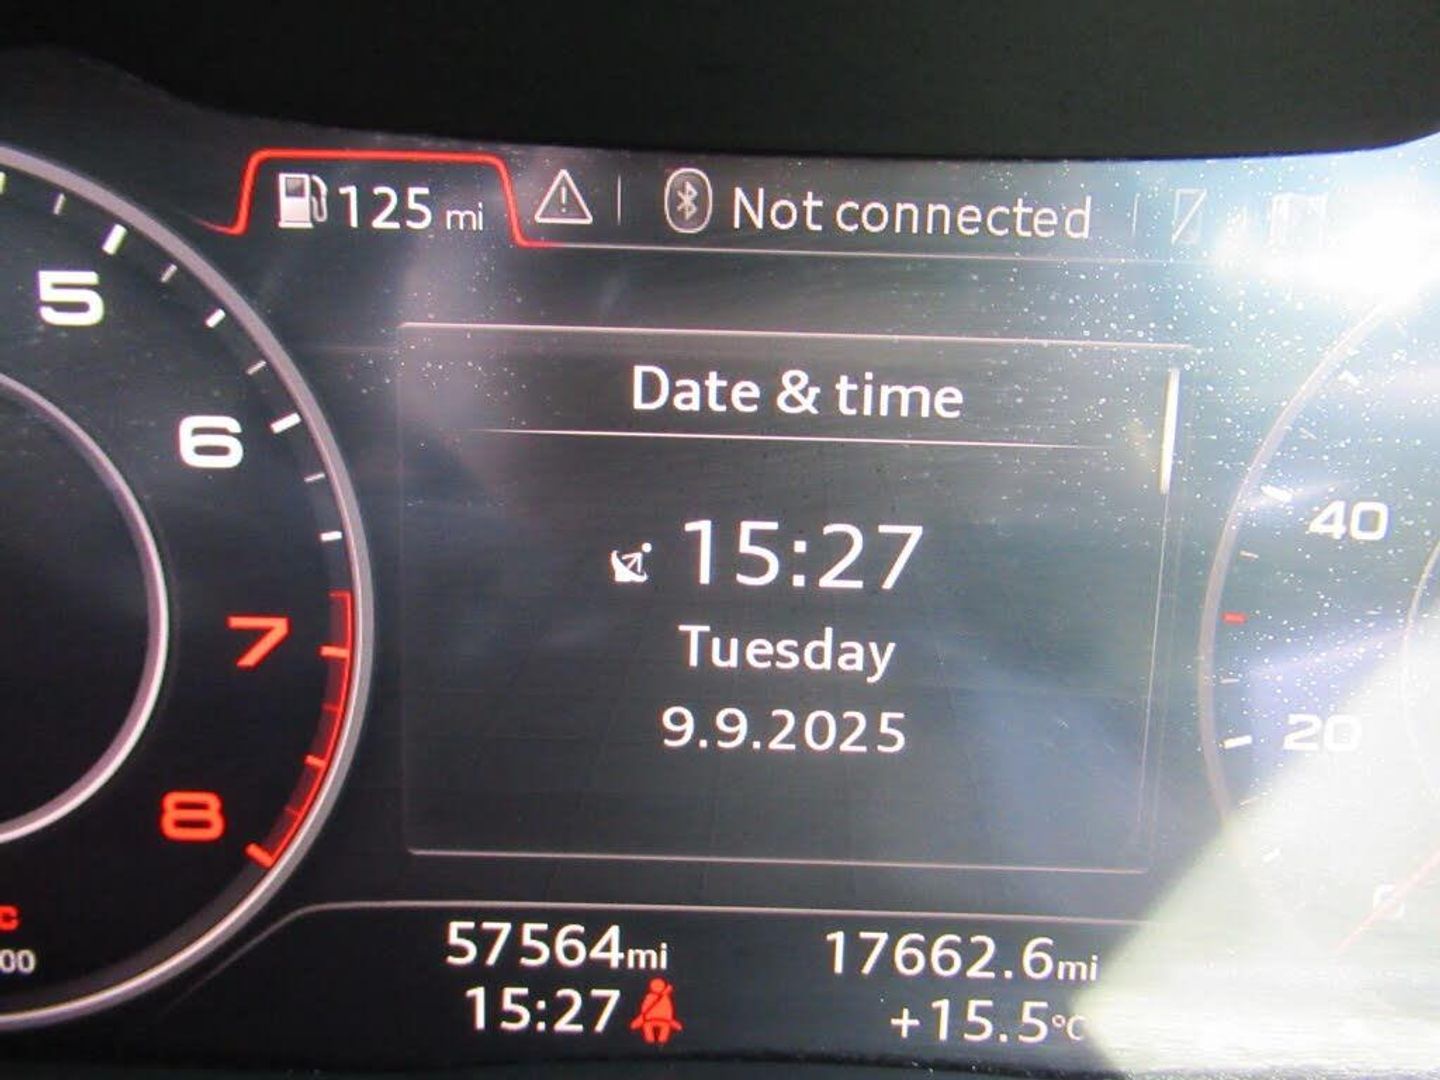 125 mi
Not connected
5
6
7
8
Date & time
15:27
Tuesday
9.9.2025
40
20
57564mi
17662.6mi
15:27
+15.5°C
C
00